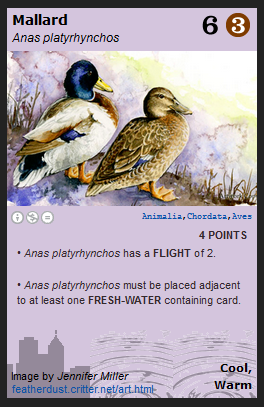 Mallard
Anas platyrhynchos
6 3
Animalia,Chordata,Aves
4 POINTS
• Anas platyrhynchos has a FLIGHT of 2.
• Anas platyrhynchos must be placed adjacent
to at least one FRESH-WATER containing card.
Cool,
Warm
Image by Jennifer Miller
featherdust.critter.net/art.html